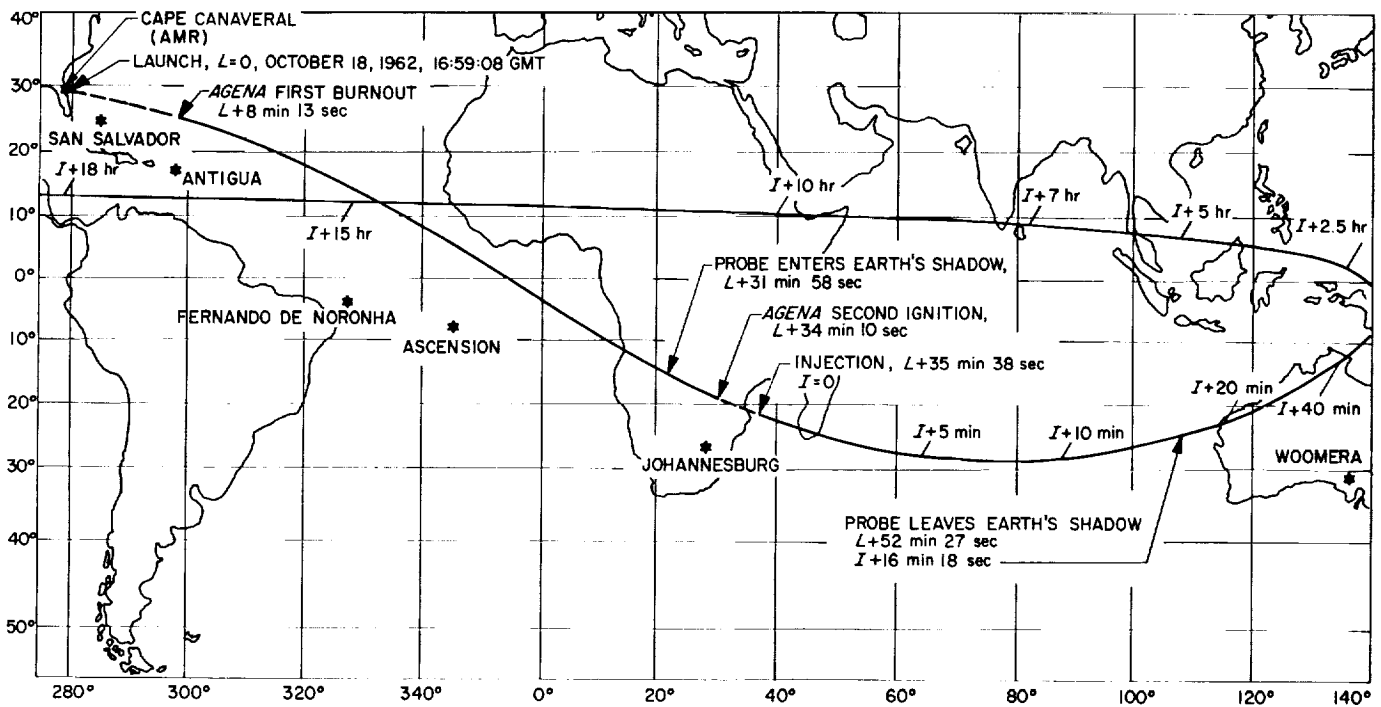 40°
CAPE CANAVERAL
(AMR)
LAUNCH, L=0, OCTOBER 18, 1962, 16:59:08 GMT
30°
AGENA FIRST BURNOUT
L+8 min 13 sec
SAN SALVADOR
20°
I+18 hr
ANTIGUA
I+10 hr
I+7 hr
I+5 hr
I+2.5 hr
10°
I+15 hr
0°
PROBE ENTERS EARTH'S SHADOW,
L+31 min 58 sec
FERNANDO DE NORONHA
AGENA SECOND IGNITION,
L+34 min 10 sec
10°
ASCENSION
INJECTION, L+35 min 38 sec
I=0
20°
I+20 min
I+40 min
I+5 min
I+10 min
30°
JOHANNESBURG
WOOMERA
PROBE LEAVES EARTH'S SHADOW
L+52 min 27 sec
I+16 min 18 sec
40°
50°
280° 300° 320° 340° 0° 20° 40° 60° 80° 100° 120° 140°